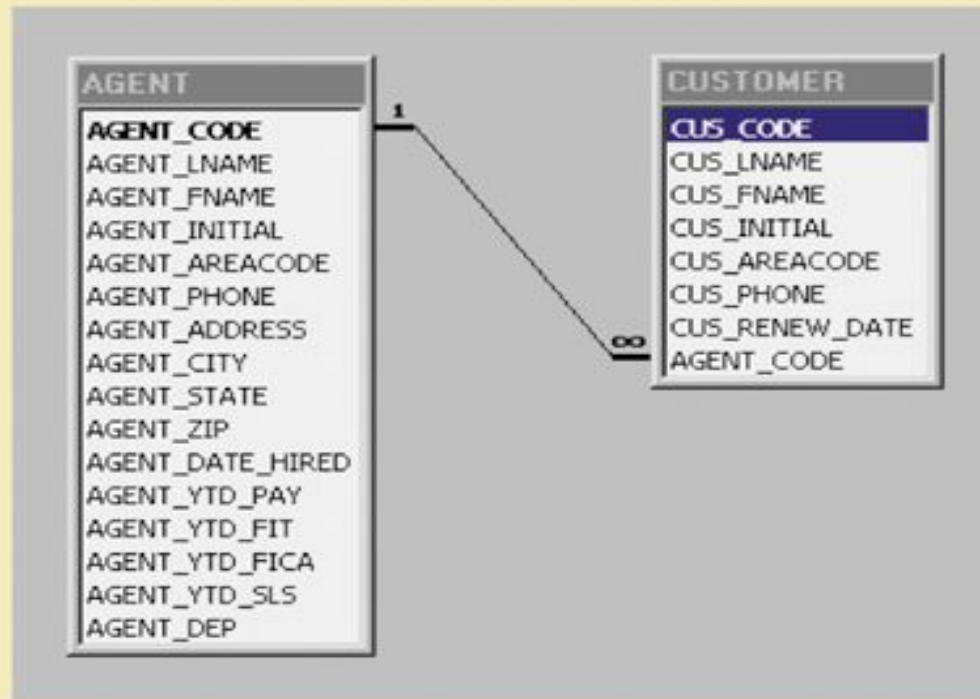 AGENT
AGENT_CODE
AGENT_LNAME
AGENT_FNAME
AGENT_INITIAL
AGENT_AREACODE
AGENT_PHONE
AGENT_ADDRESS
AGENT_CITY
AGENT_STATE
AGENT_ZIP
AGENT_DATE_HIRED
AGENT_YTD_PAY
AGENT_YTD_FIT
AGENT_YTD_FICA
AGENT_YTD_SLS
AGENT_DEP
1
∞
CUSTOMER
CUS_CODE
CUS_LNAME
CUS_FNAME
CUS_INITIAL
CUS_AREACODE
CUS_PHONE
CUS_RENEW_DATE
AGENT_CODE